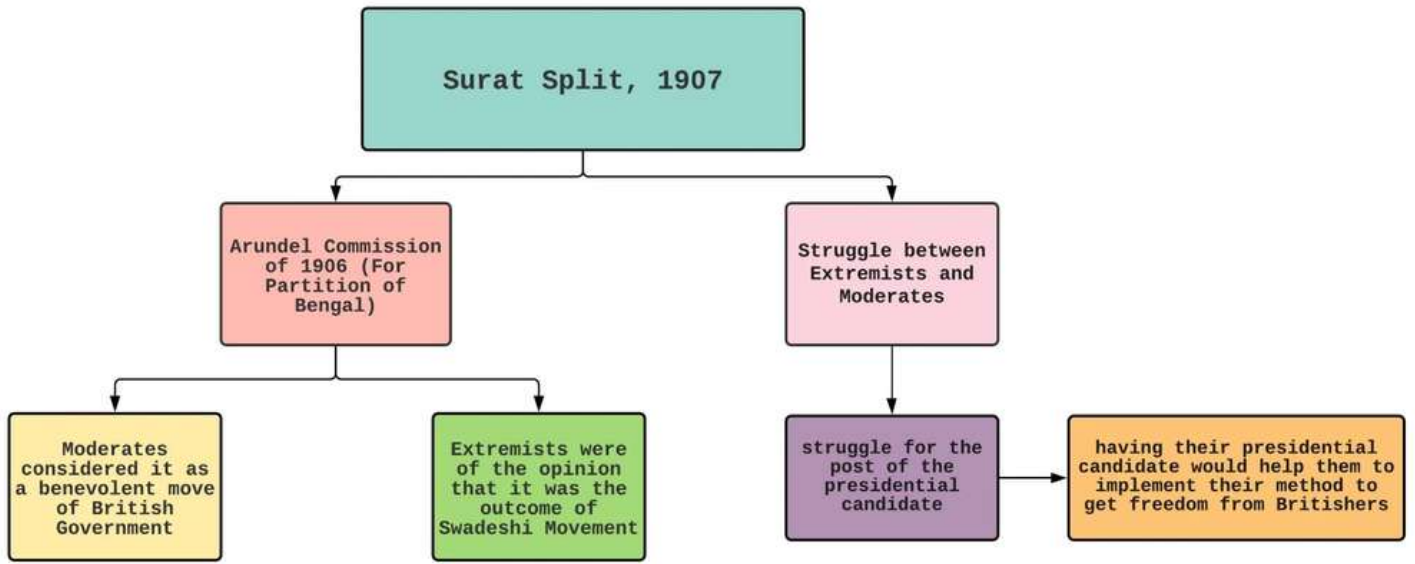 Surat Split, 1907
Arundel Commission
of 1906 (For
Partition of
Bengal)
Struggle between
Extremists and
Moderates
Moderates
considered it as
a benevolent move
of British
Government
Extremists were
of the opinion
that it was the
outcome of
Swadeshi Movement
struggle for the
post of the
presidential
candidate
having their presidential
candidate would help them to
implement their method to
get freedom from Britishers